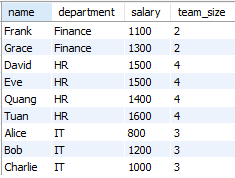 name department salary team_size
Frank Finance 1100 2
Grace Finance 1300 2
David HR 1500 4
Eve HR 1500 4
Quang HR 1400 4
Tuan HR 1600 4
Alice IT 800 3
Bob IT 1200 3
Charlie IT 1000 3